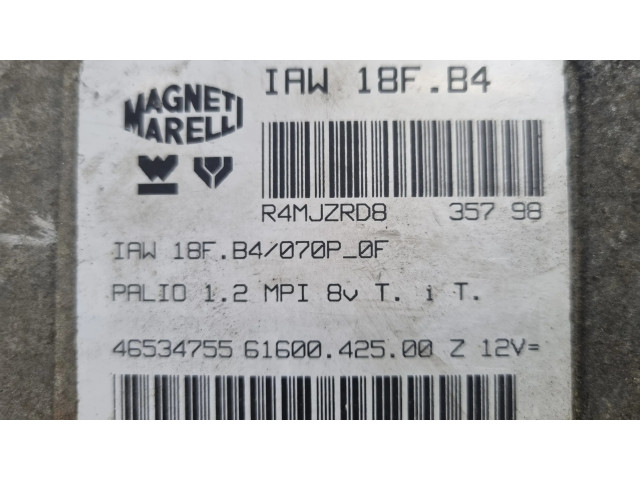 MAGNETI
MARELLI
IAW 18F.B4
R4MJZRD8 357 98
IAW 18F.B4/070P_0F
PALIO 1.2 MPI 8v T. i T.
46534755 61600.425.00 Z 12V=